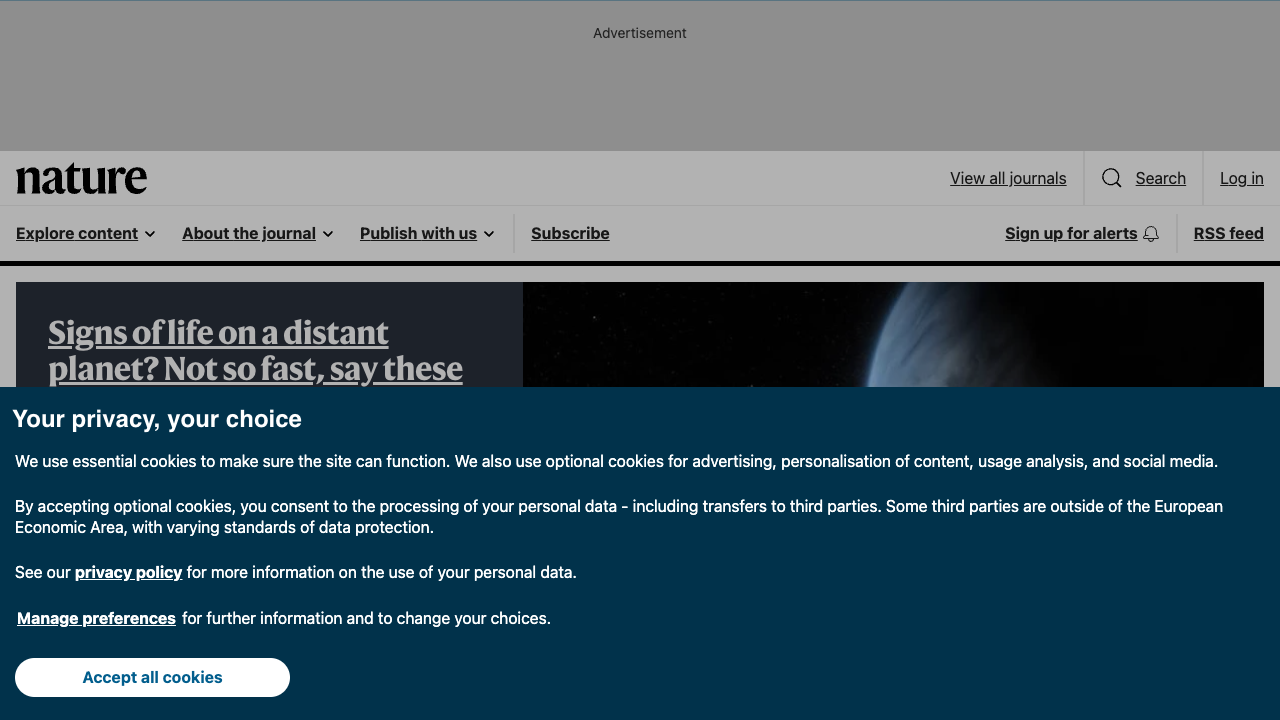 Advertisement
nature
View all journals
Search
Log in
Explore content
About the journal
Publish with us
Subscribe
Sign up for alerts
RSS feed
Signs of life on a distant
planet? Not so fast, say these
Your privacy, your choice
We use essential cookies to make sure the site can function. We also use optional cookies for advertising, personalisation of content, usage analysis, and social media.
By accepting optional cookies, you consent to the processing of your personal data - including transfers to third parties. Some third parties are outside of the European
Economic Area, with varying standards of data protection.
See our privacy policy for more information on the use of your personal data.
Manage preferences for further information and to change your choices.
Accept all cookies